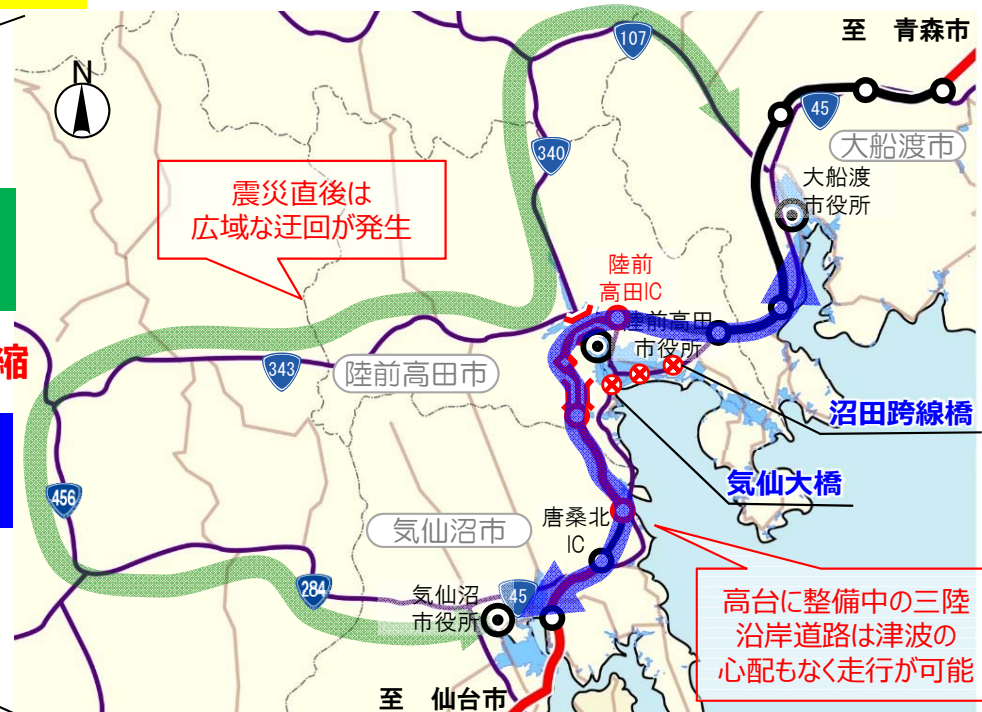 至 青森市
107
N
45
大船渡市
340
大船渡
市役所
震災直後は
広域な迂回が発生
陸前
高田IC
陸前高田
市役所
縮
343
陸前高田市
沼田跨線橋
気仙大橋
456
唐桑北
IC
気仙沼市
284
気仙沼
市役所
45
高台に整備中の三陸
沿岸道路は津波の
心配もなく走行が可能
至 仙台市